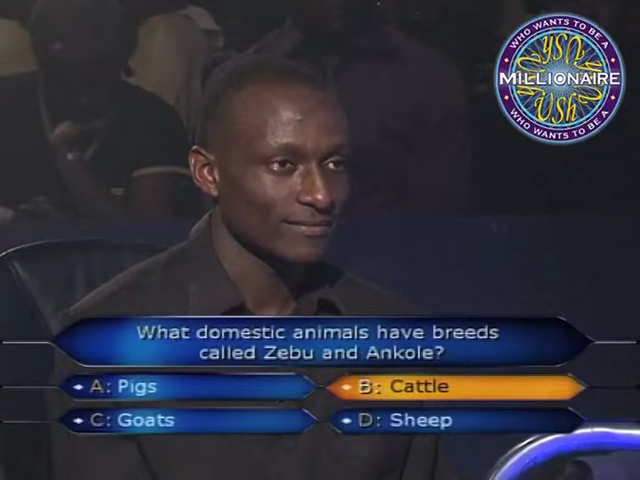 WHO WANTS TO BE A
MILLIONAIRE
USh
WHO WANTS TO BE A
What domestic animals have breeds
called Zebu and Ankole?
A: Pigs
B: Cattle
C: Goats
D: Sheep